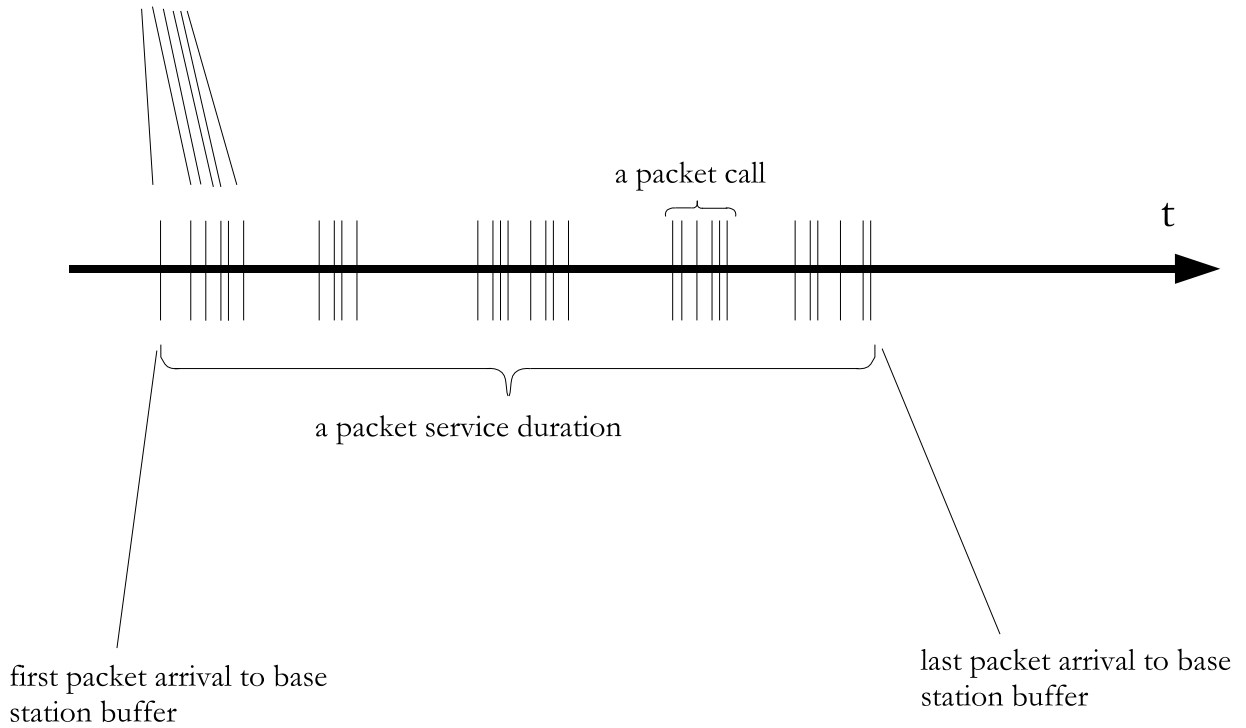 a packet call
t
a packet service duration
first packet arrival to base
station buffer
last packet arrival to base
station buffer